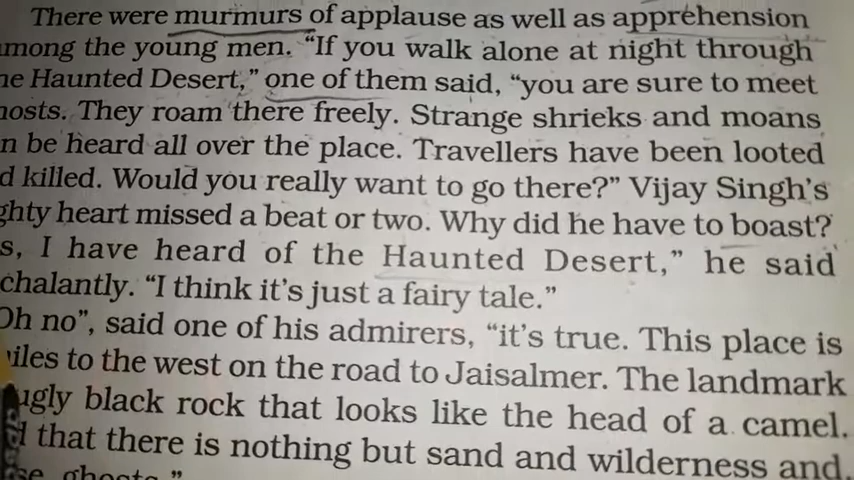 There were murmurs of applause as well as apprehension
among the young men. "If you walk alone at night through
Haunted Desert," one of them said, "you are sure to meet
They roam there freely. Strange shrieks and moans
be heard all over the place. Travellers have been looted
killed. Would you really want to go there?" Vijay Singh's
heart missed a beat or two. Why did he have to boast?
I have heard of the Haunted Desert," he said
chalantly. "I think it's just a fairy tale."
Oh no", said one of his admirers, "it's true. This place is
to the west on the road to Jaisalmer. The landmark
ugly black rock that looks like the head of a camel.
that there is nothing but sand and wilderness and
ghosts."